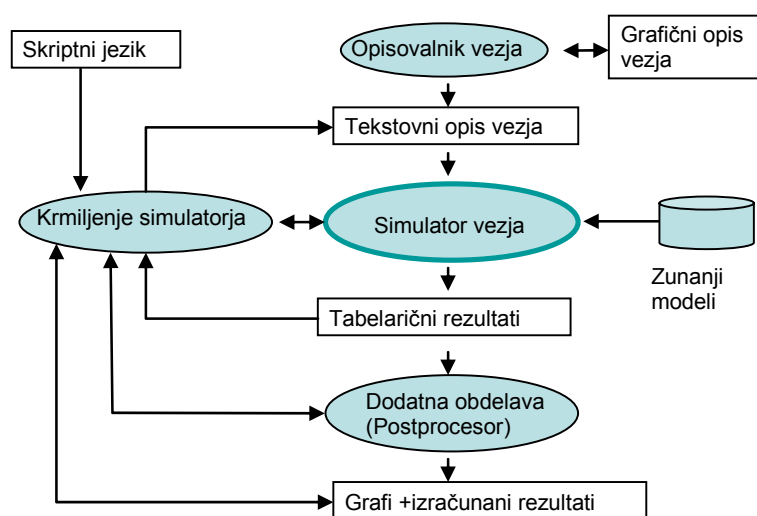 Skriptni jezik
Opisovalnik vezja
Grafični opis
vezja
Tekstovni opis vezja
Krmiljenje simulatorja
Simulator vezja
Zunanji
modeli
Tabelarični rezultati
Dodatna obdelava
(Postprocesor)
Grafi +izračunani rezultati